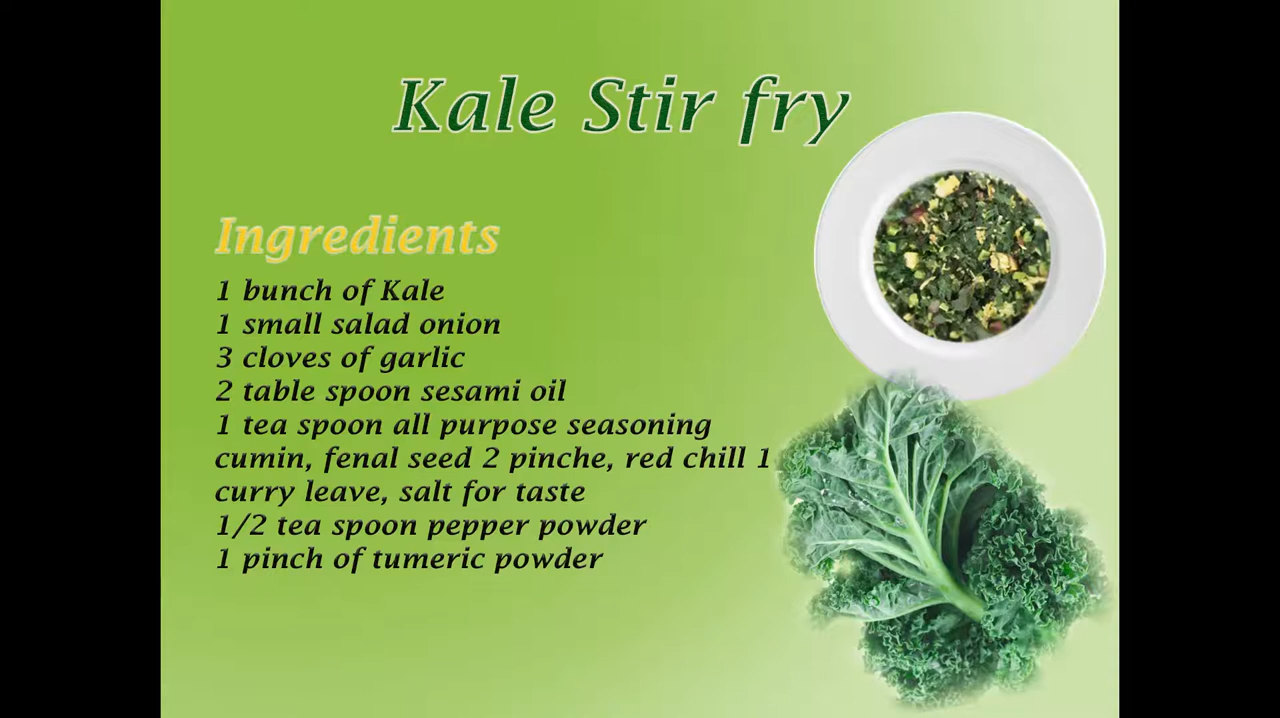 Kale Stir fry
Ingredients
1 bunch of Kale
1 small salad onion
3 cloves of garlic
2 table spoon sesami oil
1 tea spoon all purpose seasoning
cumin, fenal seed 2 pinche, red chill 1
curry leave, salt for taste
1/2 tea spoon pepper powder
1 pinch of tumeric powder